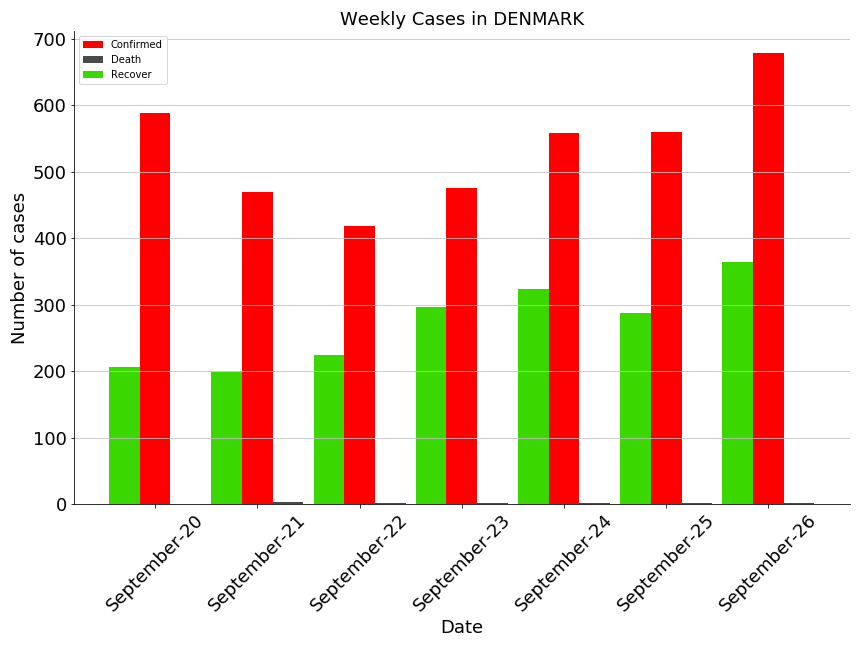 Weekly Cases in DENMARK
Confirmed
Death
Recover
700
600
500
400
300
200
100
0
Number of cases
September-20
September-21
September-22
September-23
September-24
September-25
September-26
Date